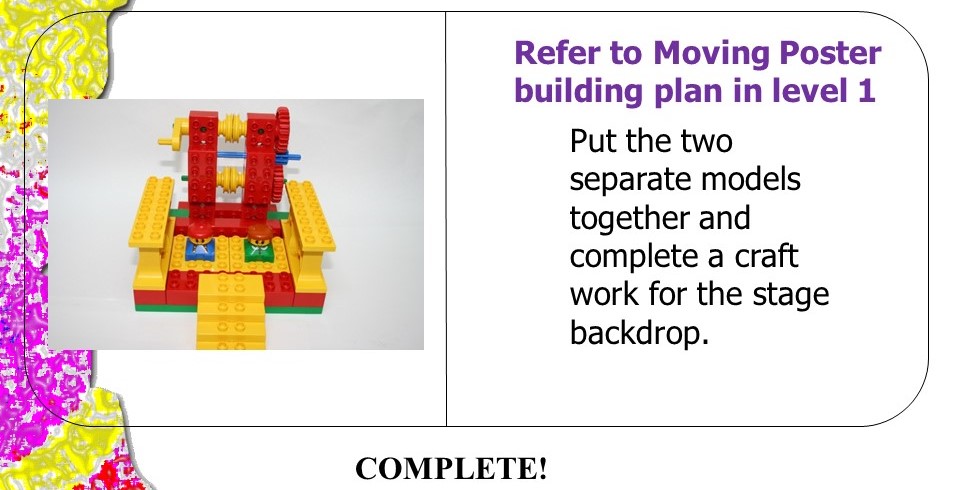 Refer to Moving Poster
building plan in level 1
Put the two
separate models
together and
complete a craft
work for the stage
backdrop.
COMPLETE!